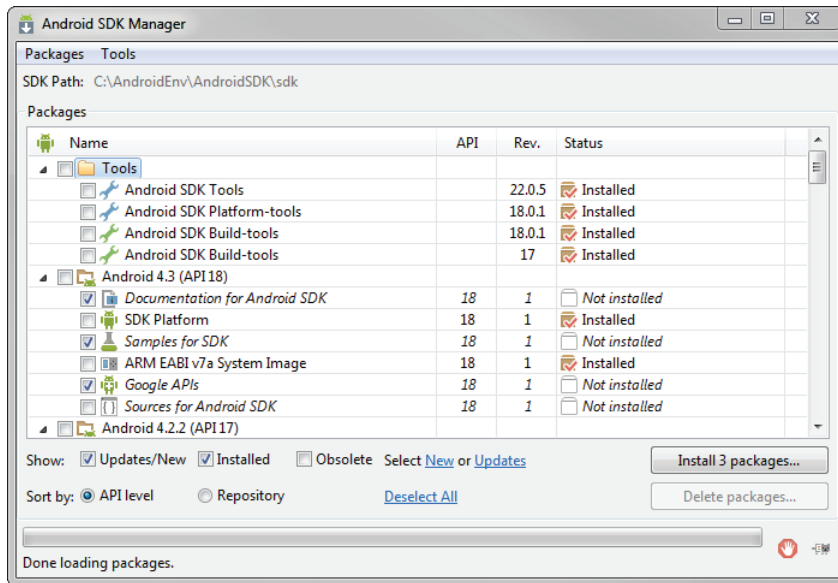 Android SDK Manager
Packages Tools
SDK Path: C:\AndroidEnv\AndroidSDK\sdk
Packages
Name API Rev. Status
Tools
Android SDK Tools 22.0.5 Installed
Android SDK Platform-tools 18.0.1 Installed
Android SDK Build-tools 18.0.1 Installed
Android SDK Build-tools 17 Installed
Android 4.3 (API 18)
Documentation for Android SDK 18 1 Not installed
SDK Platform 18 1 Installed
Samples for SDK 18 1 Not installed
ARM EABI v7a System Image 18 1 Installed
Google APIs 18 1 Not installed
Sources for Android SDK 18 1 Not installed
Android 4.2.2 (API 17)
Show: Updates/New Installed Obsolete Select New or Updates Install 3 packages...
Sort by: API level Repository Deselect All Delete packages...
Done loading packages.